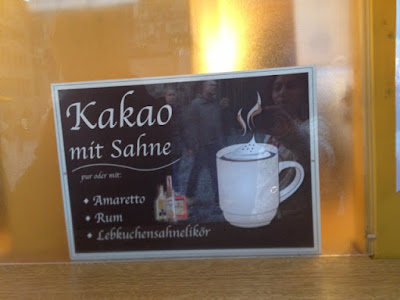 Kakao
mit Sahne
pur oder mit:
• Amaretto
• Rum
• Lebkuchensahnelikör